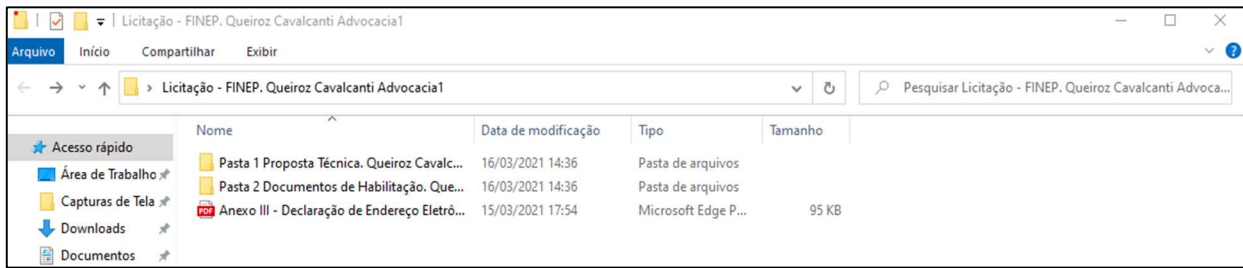 Licitação - FINEP. Queiroz Cavalcanti Advocacia1
Arquivo Início Compartilhar Exibir
Licitação - FINEP. Queiroz Cavalcanti Advocacia1 Pesquisar Licitação - FINEP. Queiroz Cavalcanti Advoca...
Nome Data de modificação Tipo Tamanho
Acesso rápido
Pasta 1 Proposta Técnica. Queiroz Cavalc... 16/03/2021 14:36 Pasta de arquivos
Área de Trabalho
Pasta 2 Documentos de Habilitação. Que... 16/03/2021 14:36 Pasta de arquivos
Capturas de Tela
PDF Anexo III - Declaração de Endereço Eletrô... 15/03/2021 17:54 Microsoft Edge P... 95 KB
Downloads
Documentos